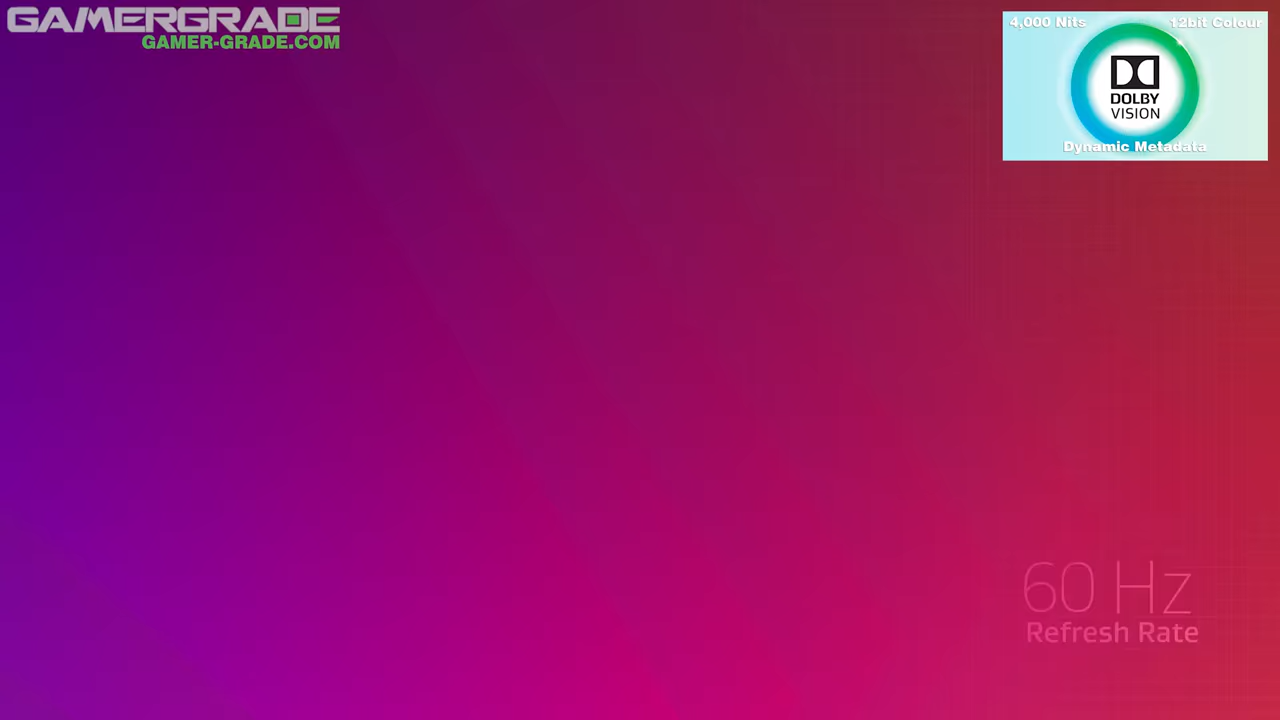 GAMERGRADE
GAMER-GRADE.COM
4,000 Nits
12bit Colour
DOLBY
VISION
Dynamic Metadata
60 Hz
Refresh Rate